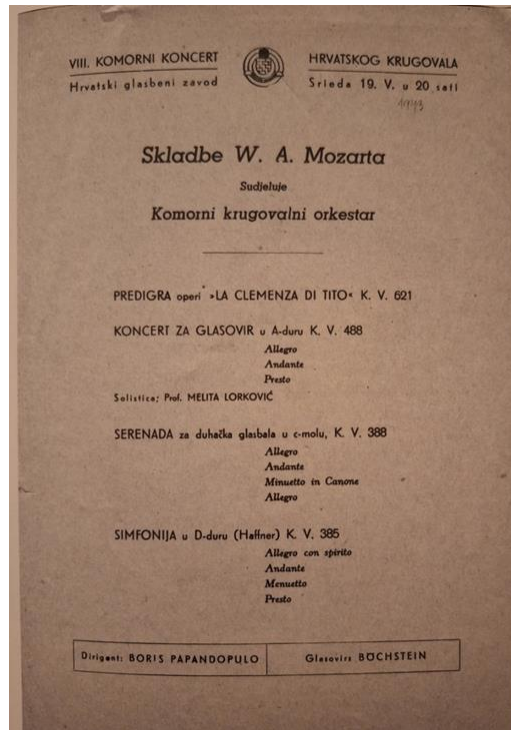 VIII. KOMORNI KONCERT
Hrvatski glasbeni zavod
HRVATSKOG KRUGOVALA
Srieda 19. V. u 20 sati
1943
Skladbe W. A. Mozarta
Sudjeluje
Komorni krugovalni orkestar
PREDIGRA operi »LA CLEMENZA DI TITO« K. V. 621
KONCERT ZA GLASOVIR u A-duru K. V. 488
Allegro
Andante
Presto
Solistica: Prof. MELITA LORKOVIĆ
SERENADA za duhačka glasbala u c-molu, K. V. 388
Allegro
Andante
Minuetto in Canone
Allegro
SIMFONIJA u D-duru (Haffner) K. V. 385
Allegro con spirito
Andante
Menuetto
Presto
Dirigent: BORIS PAPANDOPULO
Glasovirs BÖCHSTEIN